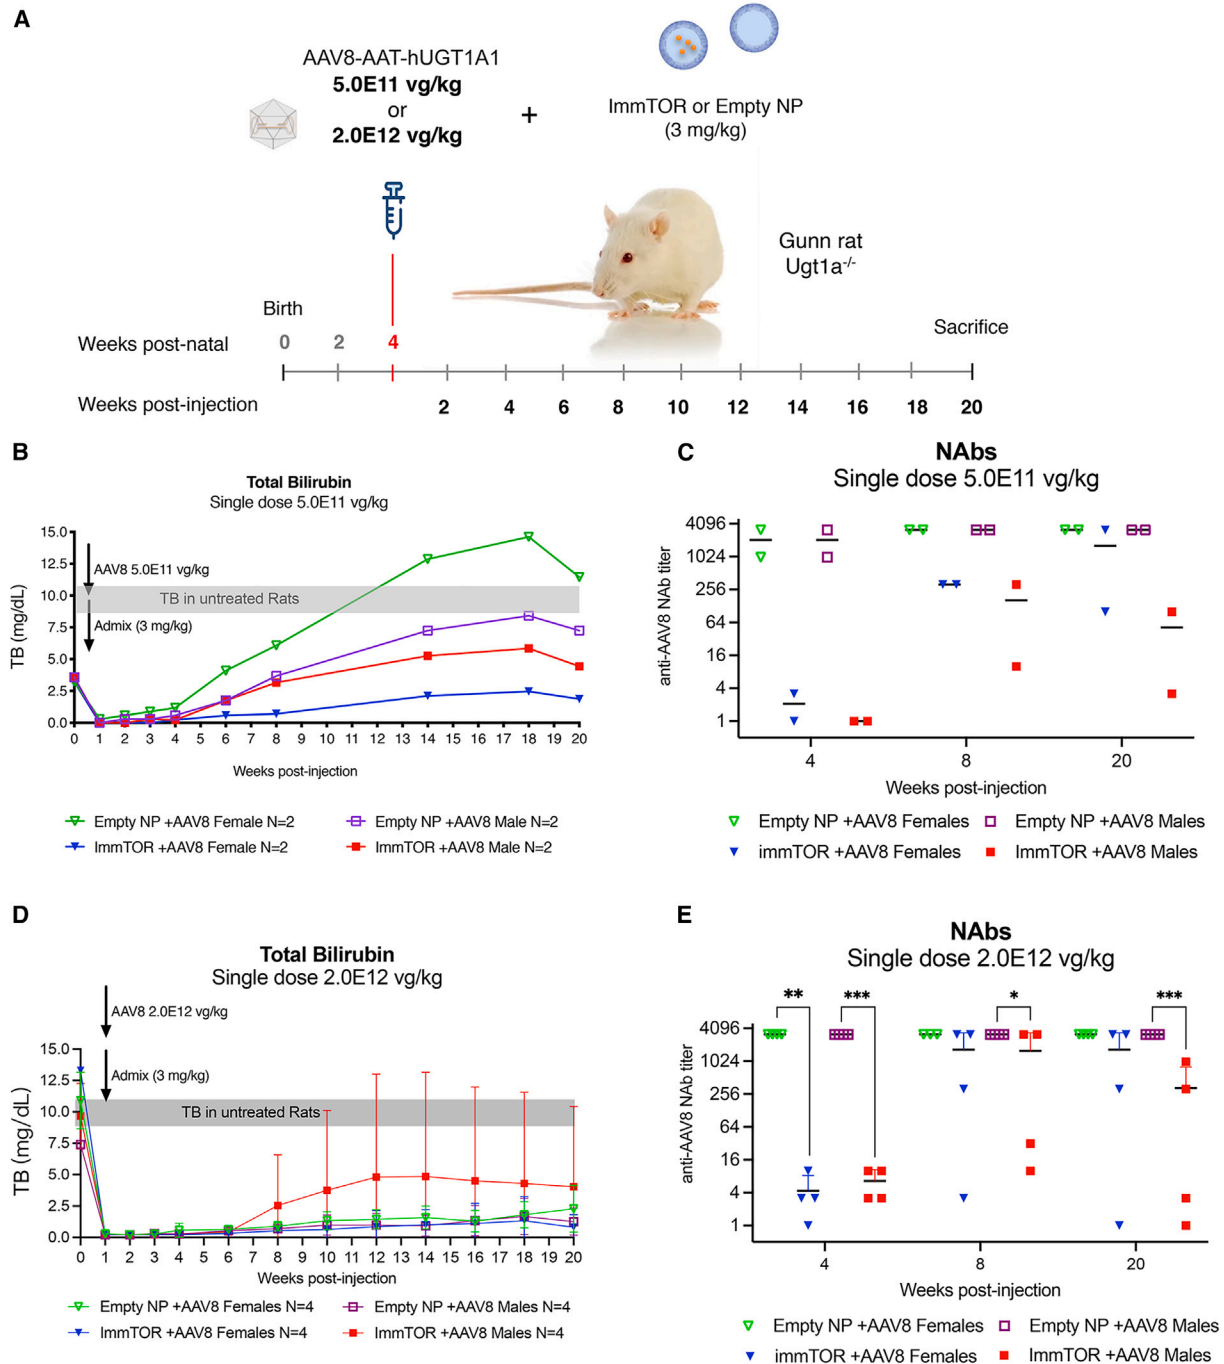 A
AAV8-AAT-hUGT1A1
5.0E11 vg/kg
or
2.0E12 vg/kg
+
ImmTOR or Empty NP
(3 mg/kg)
Gunn rat
Ugt1a-/-
Birth
Sacrifice
Weeks post-natal 0 2 4
Weeks post-injection 2 4 6 8 10 12 14 16 18 20
B
Total Bilirubin
Single dose 5.0E11 vg/kg
TB (mg/dL)
15.0
12.5
10.0
7.5
5.0
2.5
0.0
AAV8 5.0E11 vg/kg
TB in untreated Rats
Admix (3 mg/kg)
0 1 2 3 4 5 6 7 8 9 10 11 12 13 14 15 16 17 18 19 20
Weeks post-injection
Empty NP +AAV8 Female N=2
Empty NP +AAV8 Male N=2
ImmTOR +AAV8 Female N=2
ImmTOR +AAV8 Male N=2
C
NAbs
Single dose 5.0E11 vg/kg
anti-AAV8 NAb titer
4096
1024
256
64
16
4
1
4 8 20
Weeks post-injection
Empty NP +AAV8 Females
Empty NP +AAV8 Males
immTOR +AAV8 Females
ImmTOR +AAV8 Males
D
Total Bilirubin
Single dose 2.0E12 vg/kg
AAV8 2.0E12 vg/kg
Admix (3 mg/kg)
TB in untreated Rats
TB (mg/dL)
15.0
12.5
10.0
7.5
5.0
2.5
0.0
0 1 2 3 4 5 6 7 8 9 10 11 12 13 14 15 16 17 18 19 20
Weeks post-injection
Empty NP +AAV8 Females N=4
Empty NP +AAV8 Males N=4
ImmTOR +AAV8 Females N=4
ImmTOR +AAV8 Males N=4
E
NAbs
Single dose 2.0E12 vg/kg
** *** * ***
anti-AAV8 NAb titer
4096
1024
256
64
16
4
1
4 8 20
Weeks post-injection
Empty NP +AAV8 Females
Empty NP +AAV8 Males
immTOR +AAV8 Females
ImmTOR +AAV8 Males